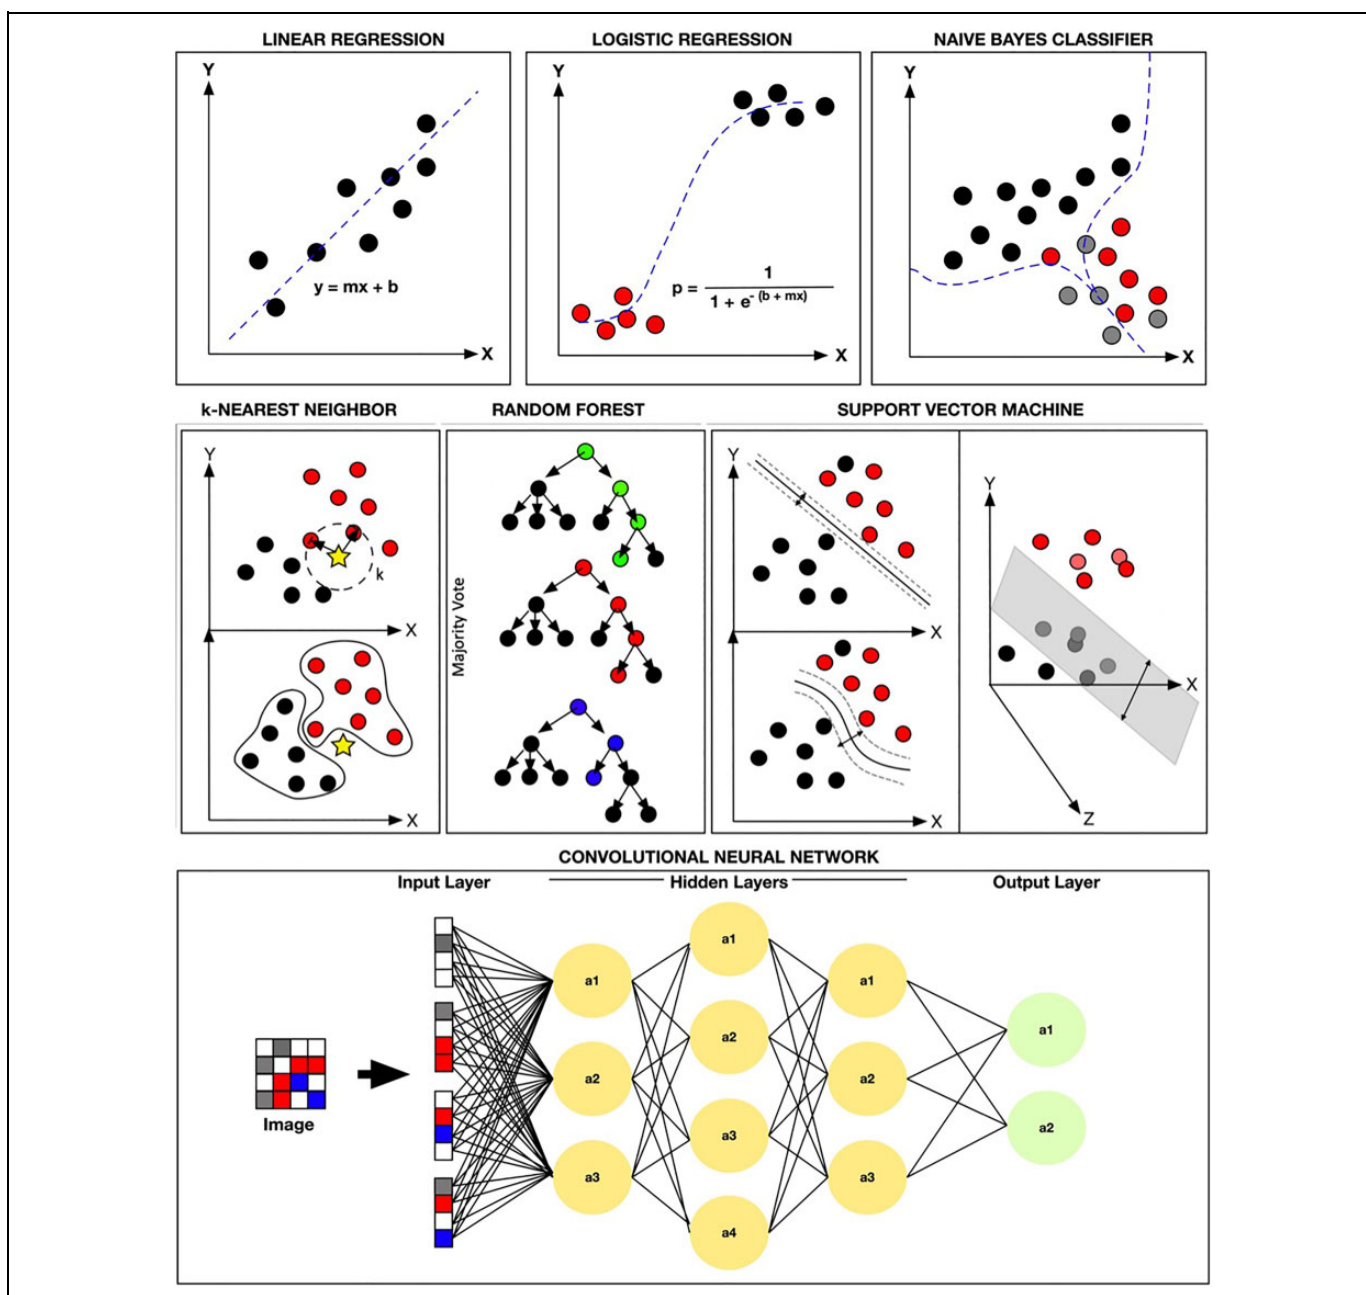 LINEAR REGRESSION
Y
y = mx + b
X
LOGISTIC REGRESSION
Y
p = 1 / 1 + e- (b + mx)
X
NAIVE BAYES CLASSIFIER
Y
X
k-NEAREST NEIGHBOR
Y
k
X
X
RANDOM FOREST
Majority Vote
SUPPORT VECTOR MACHINE
Y
X
X
Y
X
Z
CONVOLUTIONAL NEURAL NETWORK
Input Layer
Hidden Layers
Output Layer
Image
a1
a2
a3
a1
a2
a3
a4
a1
a2
a3
a1
a2